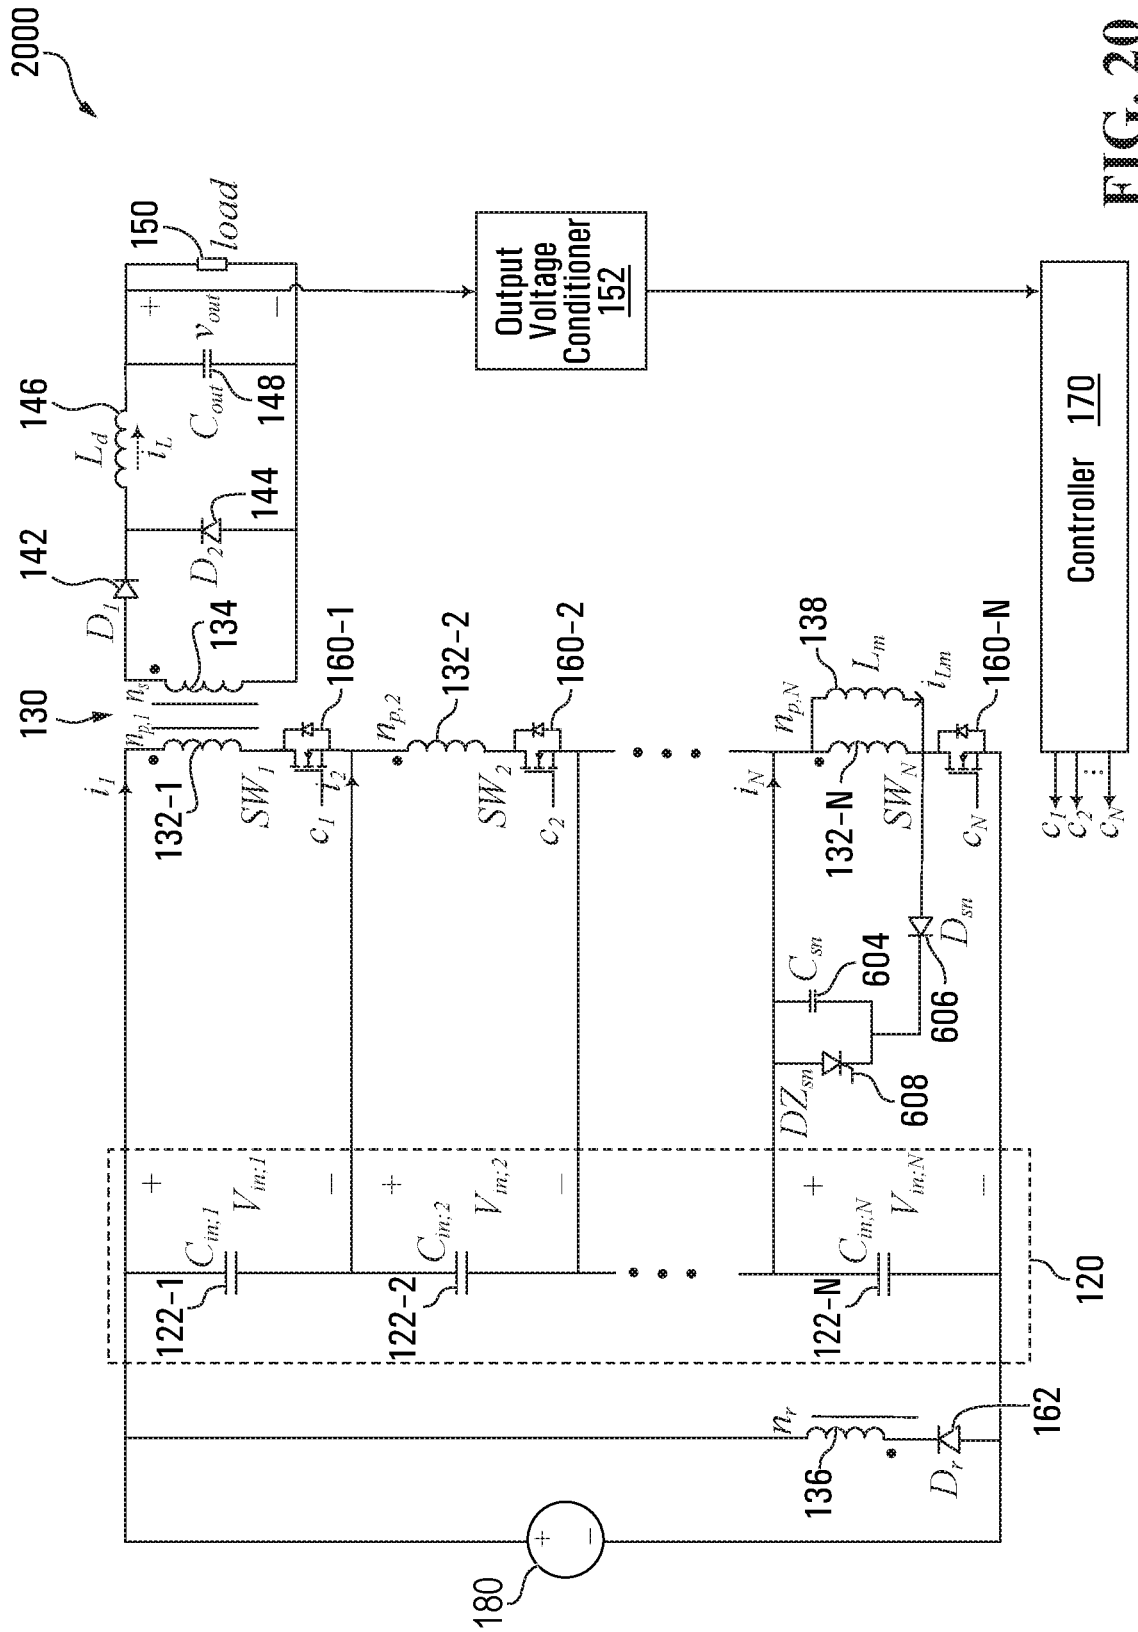 2000
130
142
146
150
load
L_d
i_L
v_out
+
−
C_out
148
144
D_1
D_2
134
n_s
n_p,1
i_1
132-1
SW_1
160-1
c_1
i_2
n_p,2
132-2
SW_2
160-2
c_2
i_N
n_p,N
138
L_m
i_Lm
132-N
SW_N
160-N
c_N
Output
Voltage
Conditioner
152
Controller 170
c_1
c_2
c_N
C_sn
604
D_sn
606
DZ_sn
608
+
C_in;1
V_in;1
−
122-1
+
C_in;2
V_in;2
−
122-2
+
C_in;N
V_in;N
−
122-N
120
n_r
136
D_r
162
+
−
180
FIG. 20